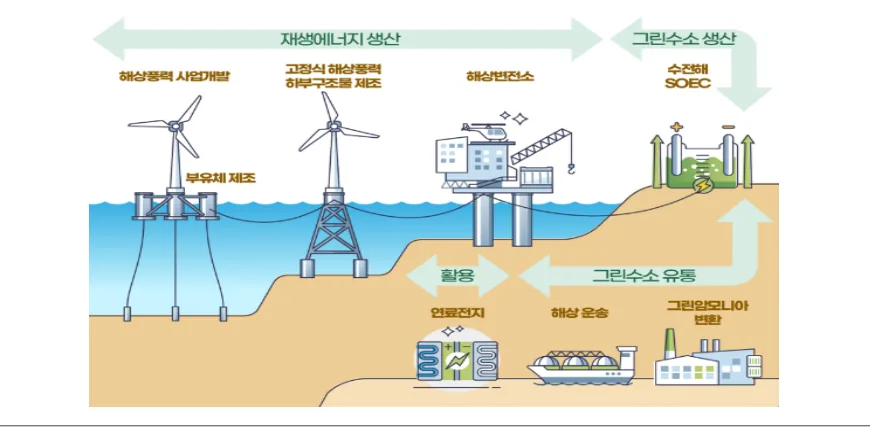 재생에너지 생산
그린수소 생산
해상풍력 사업개발
고정식 해상풍력
하부구조물 제조
해상변전소
수전해
SOEC
+ −
부유체 제조
활용
그린수소 유통
연료전지
해상 운송
그린암모니아
변환
+ −